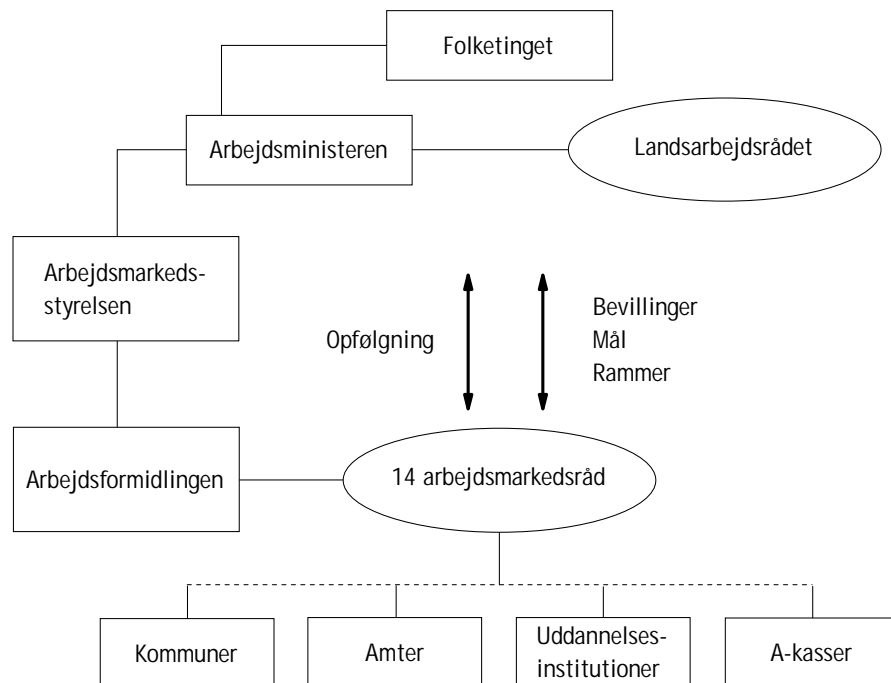 Folketinget
Arbejdsministeren
Landsarbejdsrådet
Arbejdsmarkeds-
styrelsen
Opfølgning
Bevillinger
Mål
Rammer
Arbejdsformidlingen
14 arbejdsmarkedsråd
Kommuner
Amter
Uddannelses-
institutioner
A-kasser